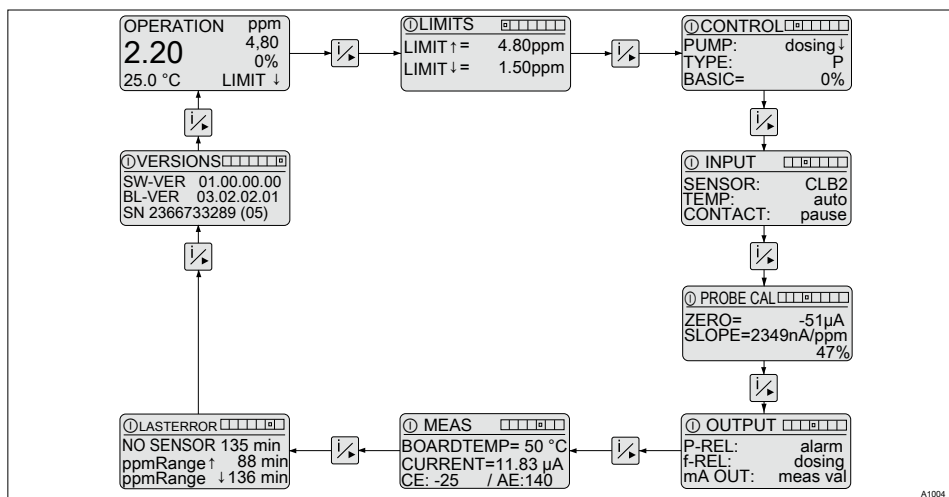 OPERATION ppm
2.20 4,80
0%
25.0 °C LIMIT ↓
i/▸
ⓘ LIMITS
LIMIT↑= 4.80ppm
LIMIT↓= 1.50ppm
i/▸
ⓘ CONTROL
PUMP: dosing↓
TYPE: P
BASIC= 0%
i/▸
ⓘ INPUT
SENSOR: CLB2
TEMP: auto
CONTACT: pause
i/▸
ⓘ PROBE CAL
ZERO= -51µA
SLOPE=2349nA/ppm
47%
i/▸
ⓘ OUTPUT
P-REL: alarm
f-REL: dosing
mA OUT: meas val
i/▸
ⓘ MEAS
BOARDTEMP= 50 °C
CURRENT=11.83 µA
CE: -25 / AE:140
i/▸
ⓘ LASTERROR
NO SENSOR 135 min
ppmRange↑ 88 min
ppmRange ↓136 min
i/▸
ⓘ VERSIONS
SW-VER 01.00.00.00
BL-VER 03.02.02.01
SN 2366733289 (05)
i/▸
A1004